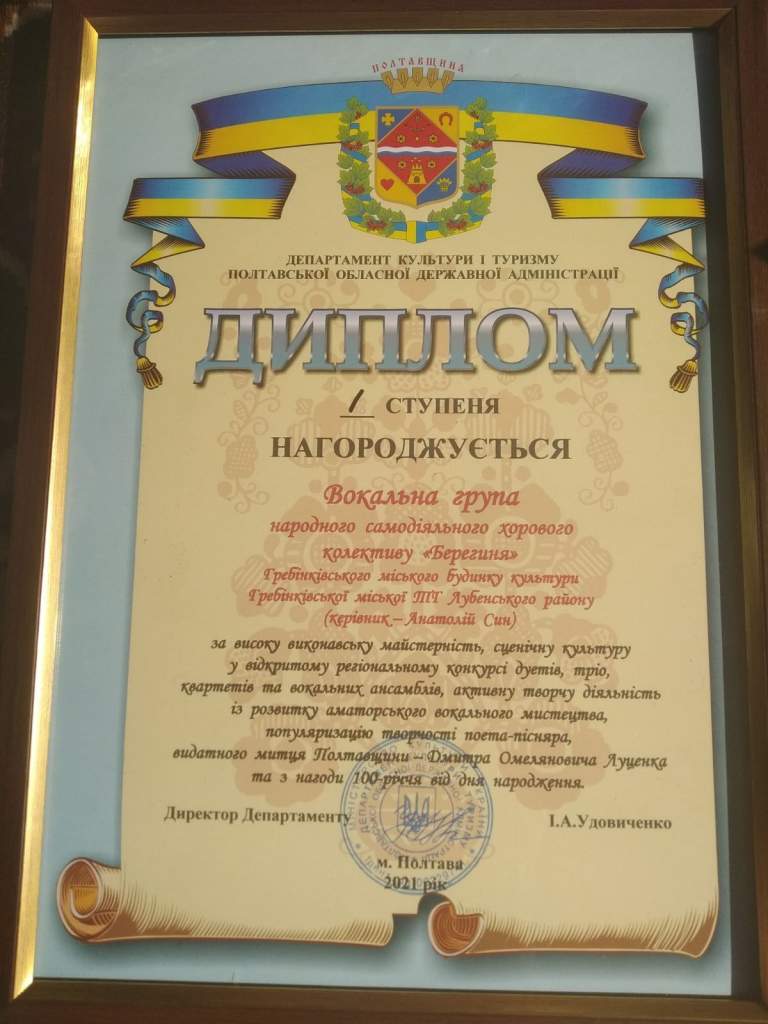 ПОЛТАВЩИНА
ДЕПАРТАМЕНТ КУЛЬТУРИ І ТУРИЗМУ
ПОЛТАВСЬКОЇ ОБЛАСНОЇ ДЕРЖАВНОЇ АДМІНІСТРАЦІЇ
ДИПЛОМ
І СТУПЕНЯ
НАГОРОДЖУЄТЬСЯ
Вокальна група
народного самодіяльного хорового
колективу «Берегиня»
Гребінківського міського будинку культури
Гребінківської міської ТГ Лубенського району
(керівник – Анатолій Син)
за високу виконавську майстерність, сценічну культуру
у відкритому регіональному конкурсі дуетів, тріо,
квартетів та вокальних ансамблів, активну творчу діяльність
із розвитку аматорського вокального мистецтва,
популяризацію творчості поета-пісняра,
видатного митця Полтавщини – Дмитра Омеляновича Луценка
та з нагоди 100-річчя від дня народження.
Директор Департаменту
І.А.Удовиченко
м. Полтава
2021 рік